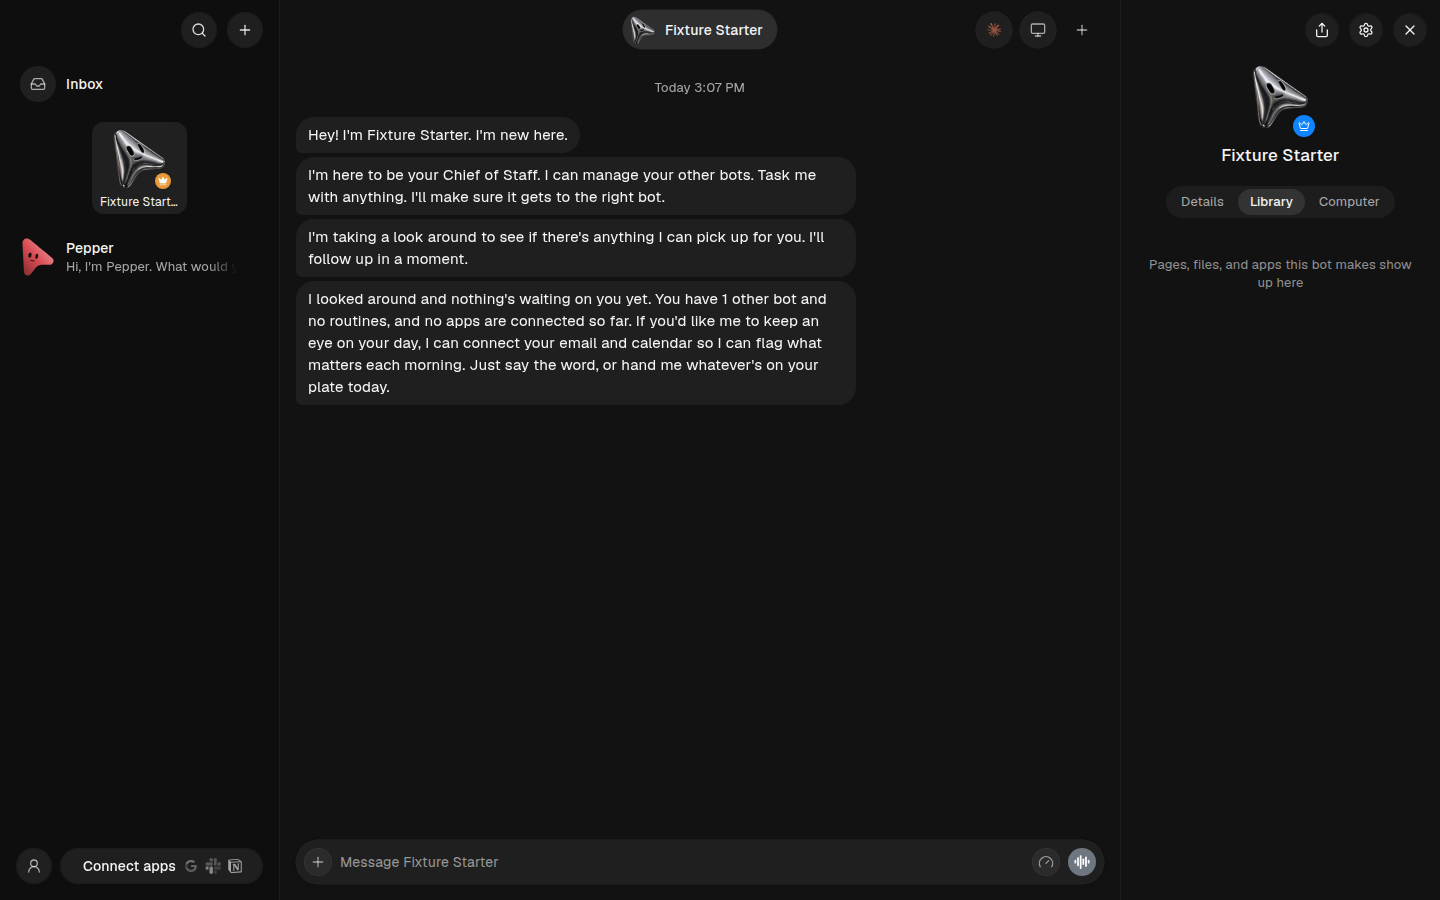 Inbox
Fixture Start...
Pepper
Hi, I'm Pepper. What would
Connect apps
Fixture Starter
Today 3:07 PM
Hey! I'm Fixture Starter. I'm new here.
I'm here to be your Chief of Staff. I can manage your other bots. Task me
with anything. I'll make sure it gets to the right bot.
I'm taking a look around to see if there's anything I can pick up for you. I'll
follow up in a moment.
I looked around and nothing's waiting on you yet. You have 1 other bot and
no routines, and no apps are connected so far. If you'd like me to keep an
eye on your day, I can connect your email and calendar so I can flag what
matters each morning. Just say the word, or hand me whatever's on your
plate today.
Message Fixture Starter
Fixture Starter
Details
Library
Computer
Pages, files, and apps this bot makes show
up here